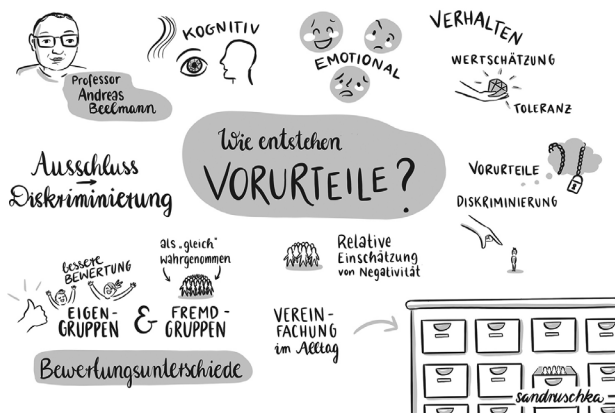 Professor
Andreas
Beelmann
KOGNITIV
EMOTIONAL
VERHALTEN
WERTSCHÄTZUNG
TOLERANZ
Wie entstehen
VORURTEILE?
Ausschluss
→
Diskriminierung
VORURTEILE
DISKRIMINIERUNG
bessere
BEWERTUNG
EIGEN-
GRUPPEN
&
als „gleich"
wahrgenommen
FREMD-
GRUPPEN
Bewertungsunterschiede
Relative
Einschätzung
von Negativität
VEREIN-
FACHUNG
im Alltag
sandruschka